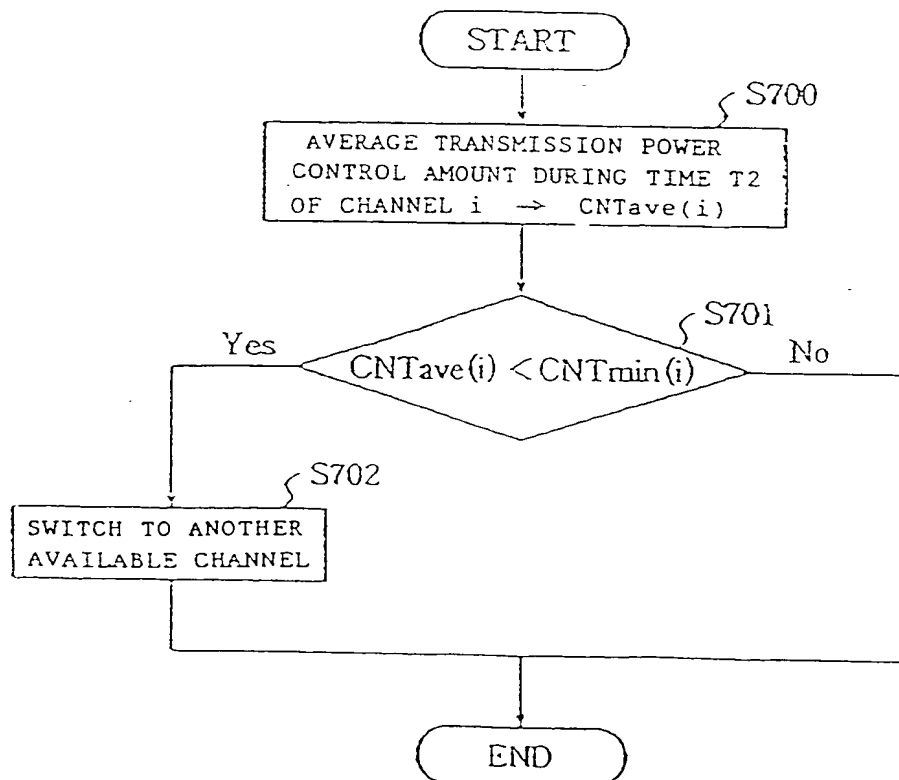 START
S700
AVERAGE TRANSMISSION POWER
CONTROL AMOUNT DURING TIME T2
OF CHANNEL i → CNTave(i)
S701
Yes
CNTave(i) < CNTmin(i)
No
S702
SWITCH TO ANOTHER
AVAILABLE CHANNEL
END